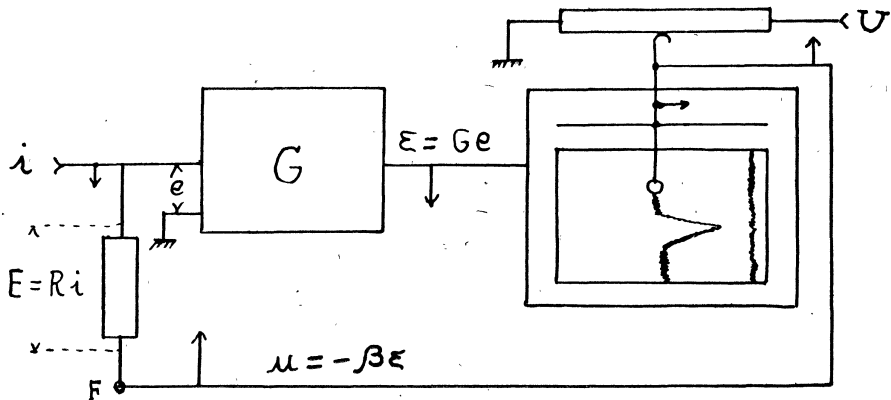 U
i
e
G
ε = Ge
E = Ri
u = -βε
F